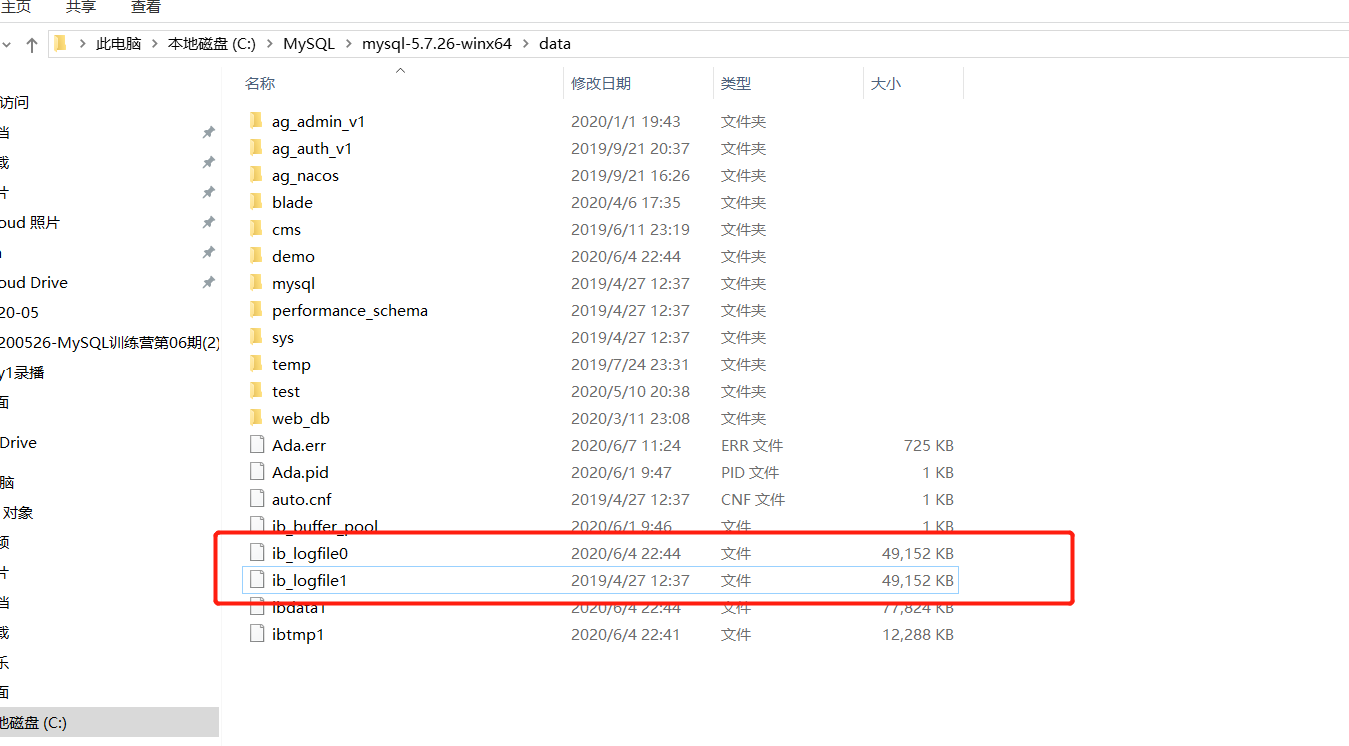 主页 共享 查看
此电脑 > 本地磁盘 (C:) > MySQL > mysql-5.7.26-winx64 > data
名称 修改日期 类型 大小
访问
档
载
片
oud 照片
oud Drive
20-05
200526-MySQL训练营第06期(2)
y1录播
面
Drive
脑
对象
频
片
档
载
乐
面
地磁盘 (C:)
ag_admin_v1 2020/1/1 19:43 文件夹
ag_auth_v1 2019/9/21 20:37 文件夹
ag_nacos 2019/9/21 16:26 文件夹
blade 2020/4/6 17:35 文件夹
cms 2019/6/11 23:19 文件夹
demo 2020/6/4 22:44 文件夹
mysql 2019/4/27 12:37 文件夹
performance_schema 2019/4/27 12:37 文件夹
sys 2019/4/27 12:37 文件夹
temp 2019/7/24 23:31 文件夹
test 2020/5/10 20:38 文件夹
web_db 2020/3/11 23:08 文件夹
Ada.err 2020/6/7 11:24 ERR 文件 725 KB
Ada.pid 2020/6/1 9:47 PID 文件 1 KB
auto.cnf 2019/4/27 12:37 CNF 文件 1 KB
ib_buffer_pool 2020/6/1 9:46 文件 1 KB
ib_logfile0 2020/6/4 22:44 文件 49,152 KB
ib_logfile1 2019/4/27 12:37 文件 49,152 KB
ibdata1 2020/6/4 22:44 文件 77,824 KB
ibtmp1 2020/6/4 22:41 文件 12,288 KB